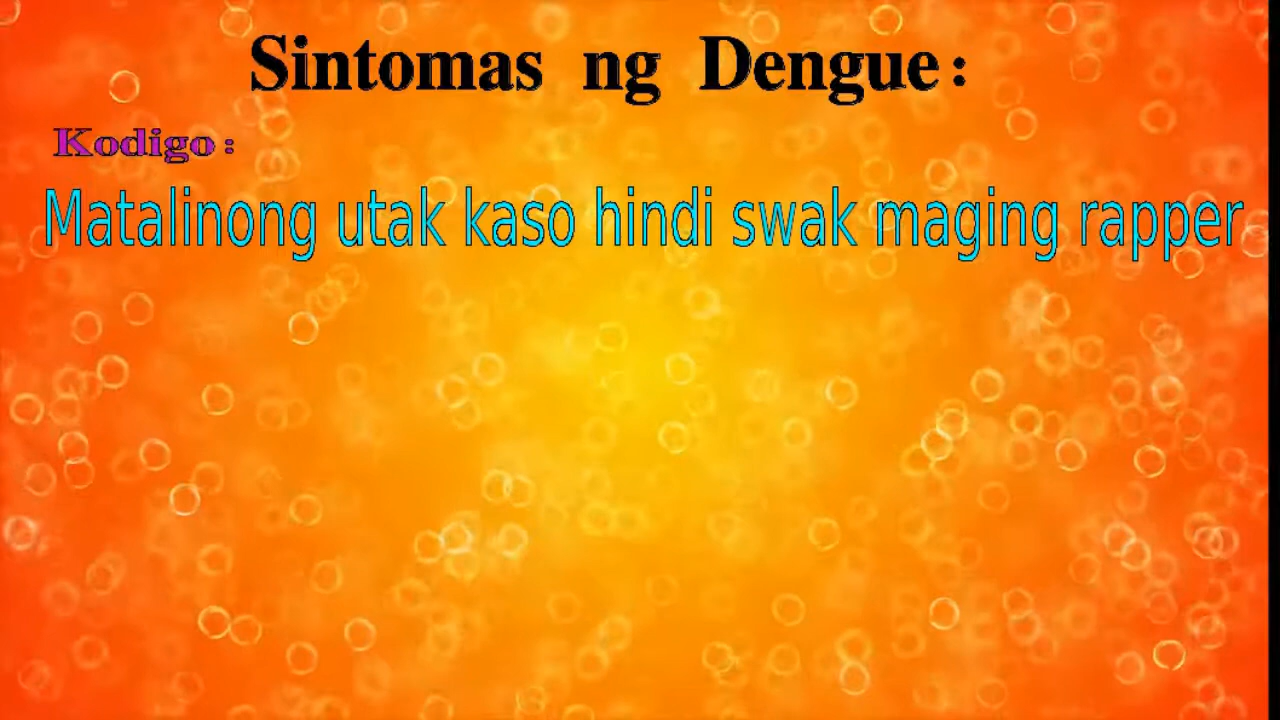 Sintomas ng Dengue:
Kodigo:
Matalinong utak kaso hindi swak maging rapper